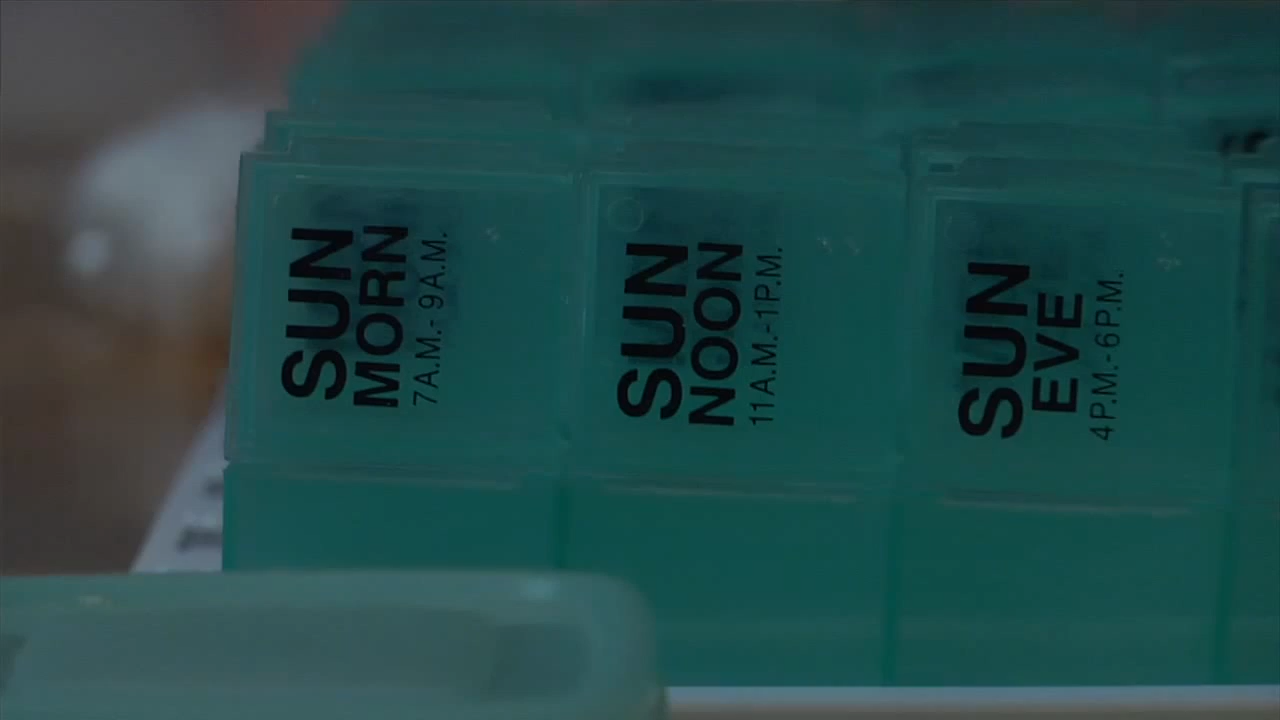 SUN
MORN
7A.M.-9A.M.
SUN
NOON
11A.M.-1P.M.
SUN
EVE
4P.M.-6P.M.